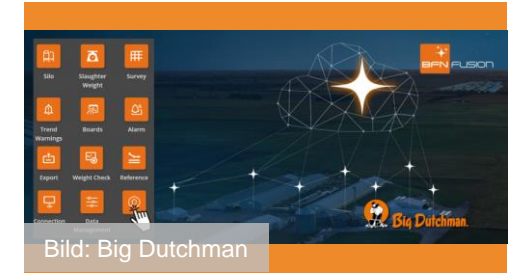 BFN FUSION
Silo
Slaughter
Weight
Survey
Trend
Warnings
Boards
Alarm
Export
Weight Check
Reference
Connection
Data
Management
Big Dutchman
Bild: Big Dutchman